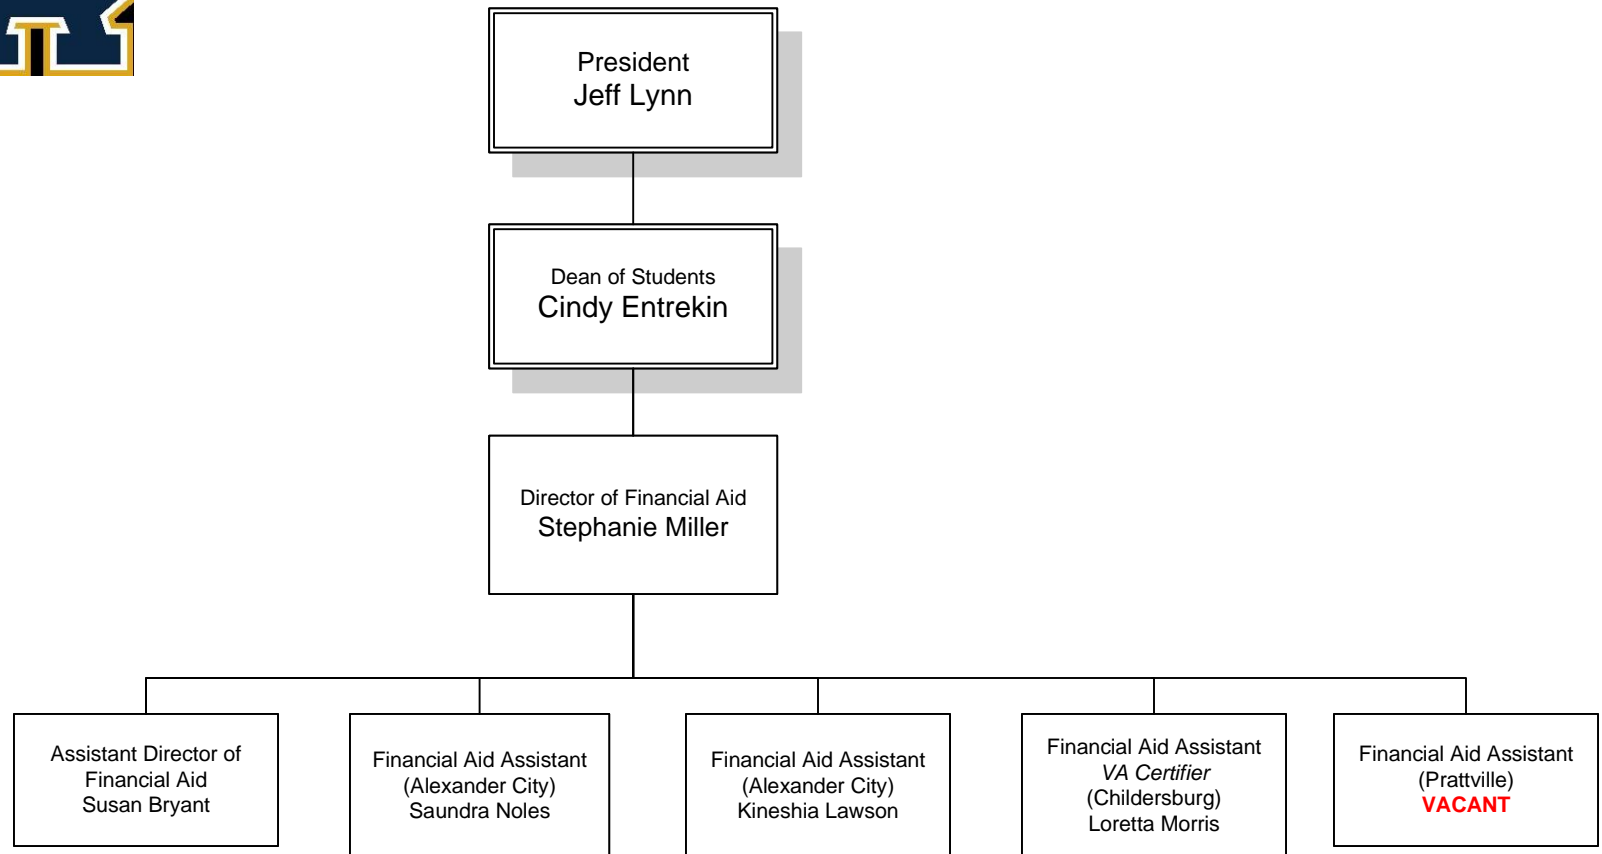 President
Jeff Lynn
Dean of Students
Cindy Entrekin
Director of Financial Aid
Stephanie Miller
Assistant Director of
Financial Aid
Susan Bryant
Financial Aid Assistant
(Alexander City)
Saundra Noles
Financial Aid Assistant
(Alexander City)
Kineshia Lawson
Financial Aid Assistant
VA Certifier
(Childersburg)
Loretta Morris
Financial Aid Assistant
(Prattville)
VACANT